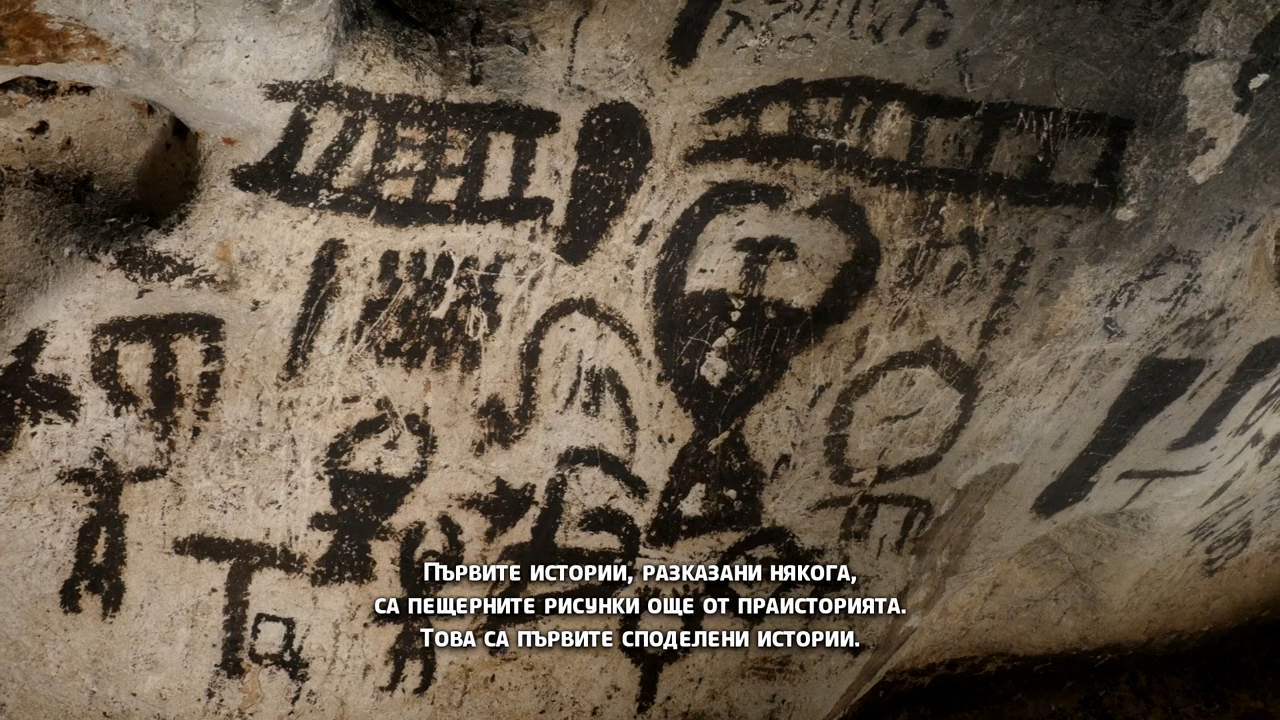 Първите истории, разказани някога,
са пещерните рисунки още от праисторията.
Това са първите споделени истории.